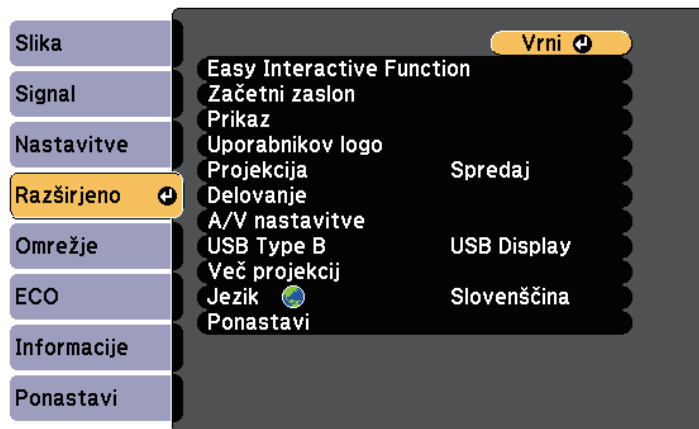 Slika
Signal
Nastavitve
Razširjeno
Omrežje
ECO
Informacije
Ponastavi
Vrni
Easy Interactive Function
Začetni zaslon
Prikaz
Uporabnikov logo
Projekcija Spredaj
Delovanje
A/V nastavitve
USB Type B USB Display
Več projekcij
Jezik Slovenščina
Ponastavi